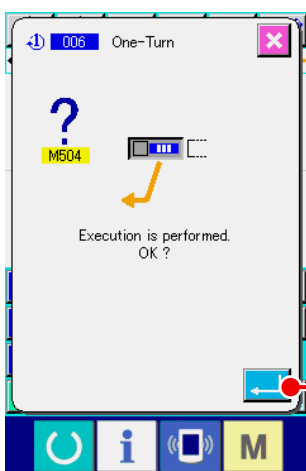 006 One-Turn
?
M504
Execution is performed.
OK ?
i
M